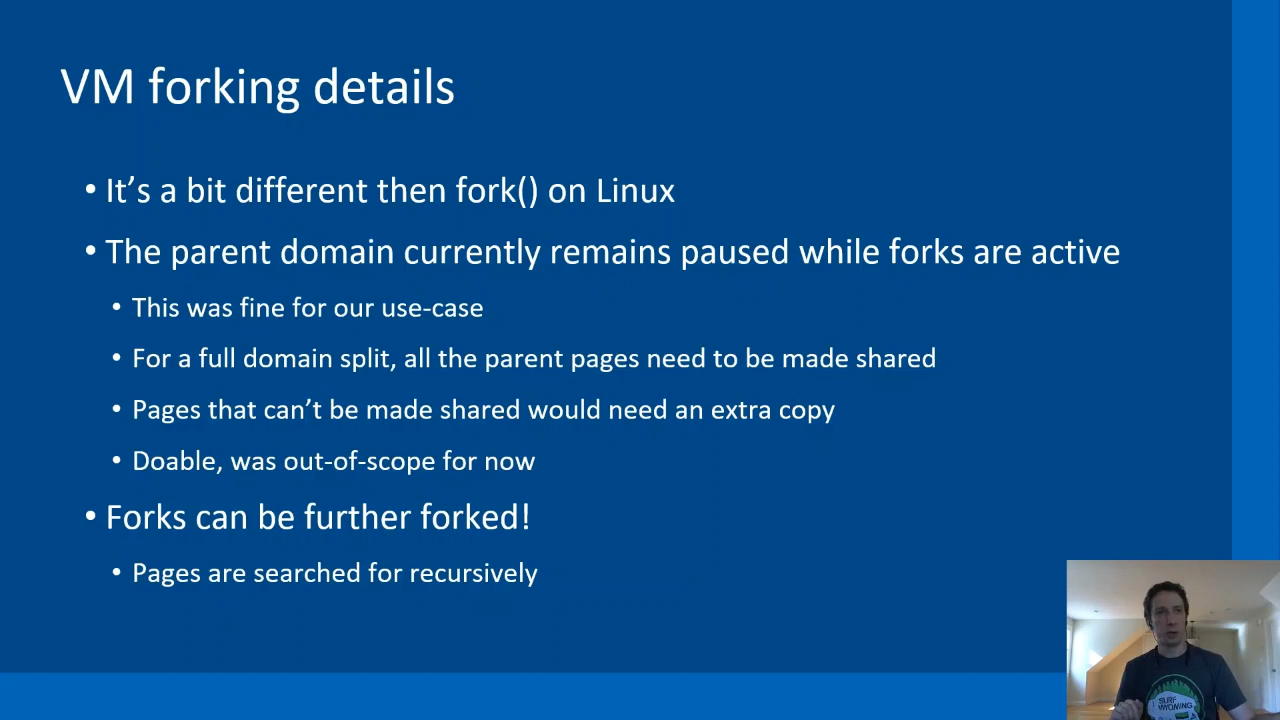 VM forking details
• It's a bit different then fork() on Linux
• The parent domain currently remains paused while forks are active
• This was fine for our use-case
• For a full domain split, all the parent pages need to be made shared
• Pages that can't be made shared would need an extra copy
• Doable, was out-of-scope for now
• Forks can be further forked!
• Pages are searched for recursively
SURF
WYOMING